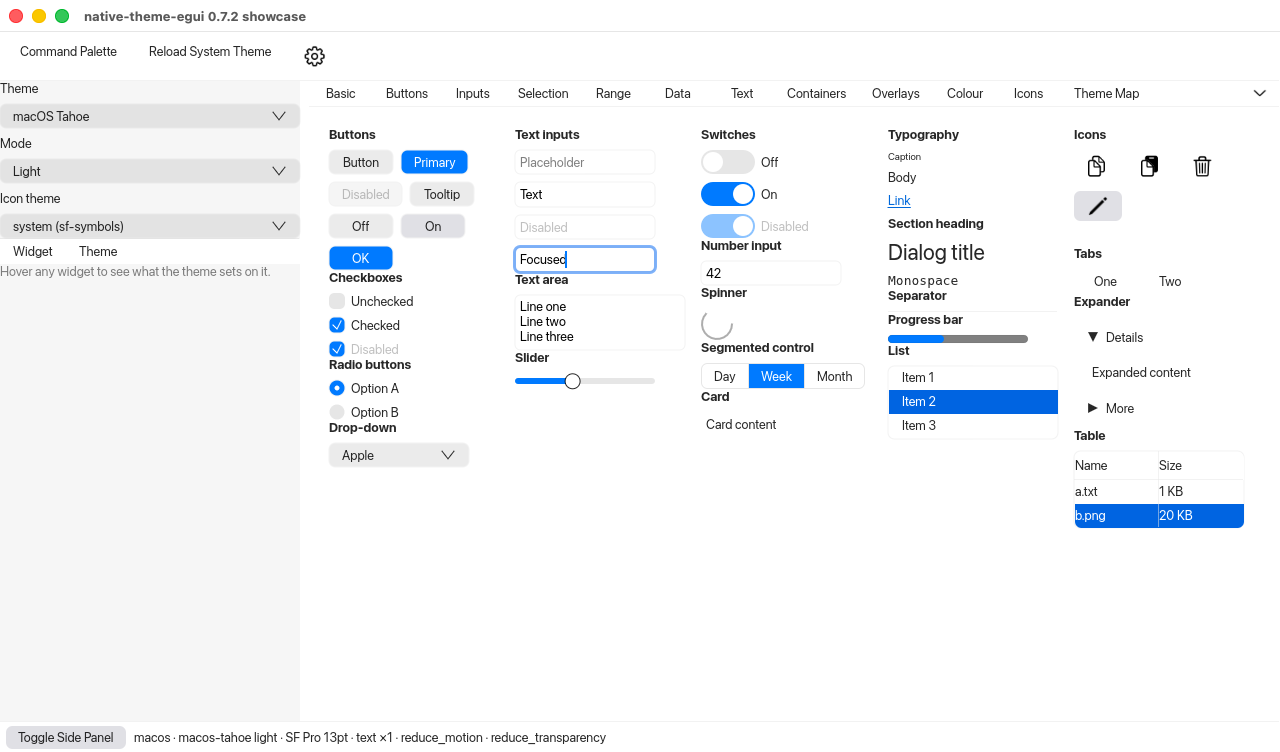 native-theme-egui 0.7.2 showcase
Command Palette
Reload System Theme
Theme
macOS Tahoe
Mode
Light
Icon theme
system (sf-symbols)
Widget
Theme
Hover any widget to see what the theme sets on it.
Basic
Buttons
Inputs
Selection
Range
Data
Text
Containers
Overlays
Colour
Icons
Theme Map
Buttons
Button
Primary
Disabled
Tooltip
Off
On
OK
Checkboxes
Unchecked
Checked
Disabled
Radio buttons
Option A
Option B
Drop-down
Apple
Text inputs
Placeholder
Text
Disabled
Focused
Text area
Line one
Line two
Line three
Slider
Switches
Off
On
Disabled
Number input
42
Spinner
Segmented control
Day
Week
Month
Card
Card content
Typography
Caption
Body
Link
Section heading
Dialog title
Monospace
Separator
Progress bar
List
Item 1
Item 2
Item 3
Icons
Tabs
One
Two
Expander
Details
Expanded content
More
Table
Name
Size
a.txt
1 KB
b.png
20 KB
Toggle Side Panel
macos · macos-tahoe light · SF Pro 13pt · text ×1 · reduce_motion · reduce_transparency